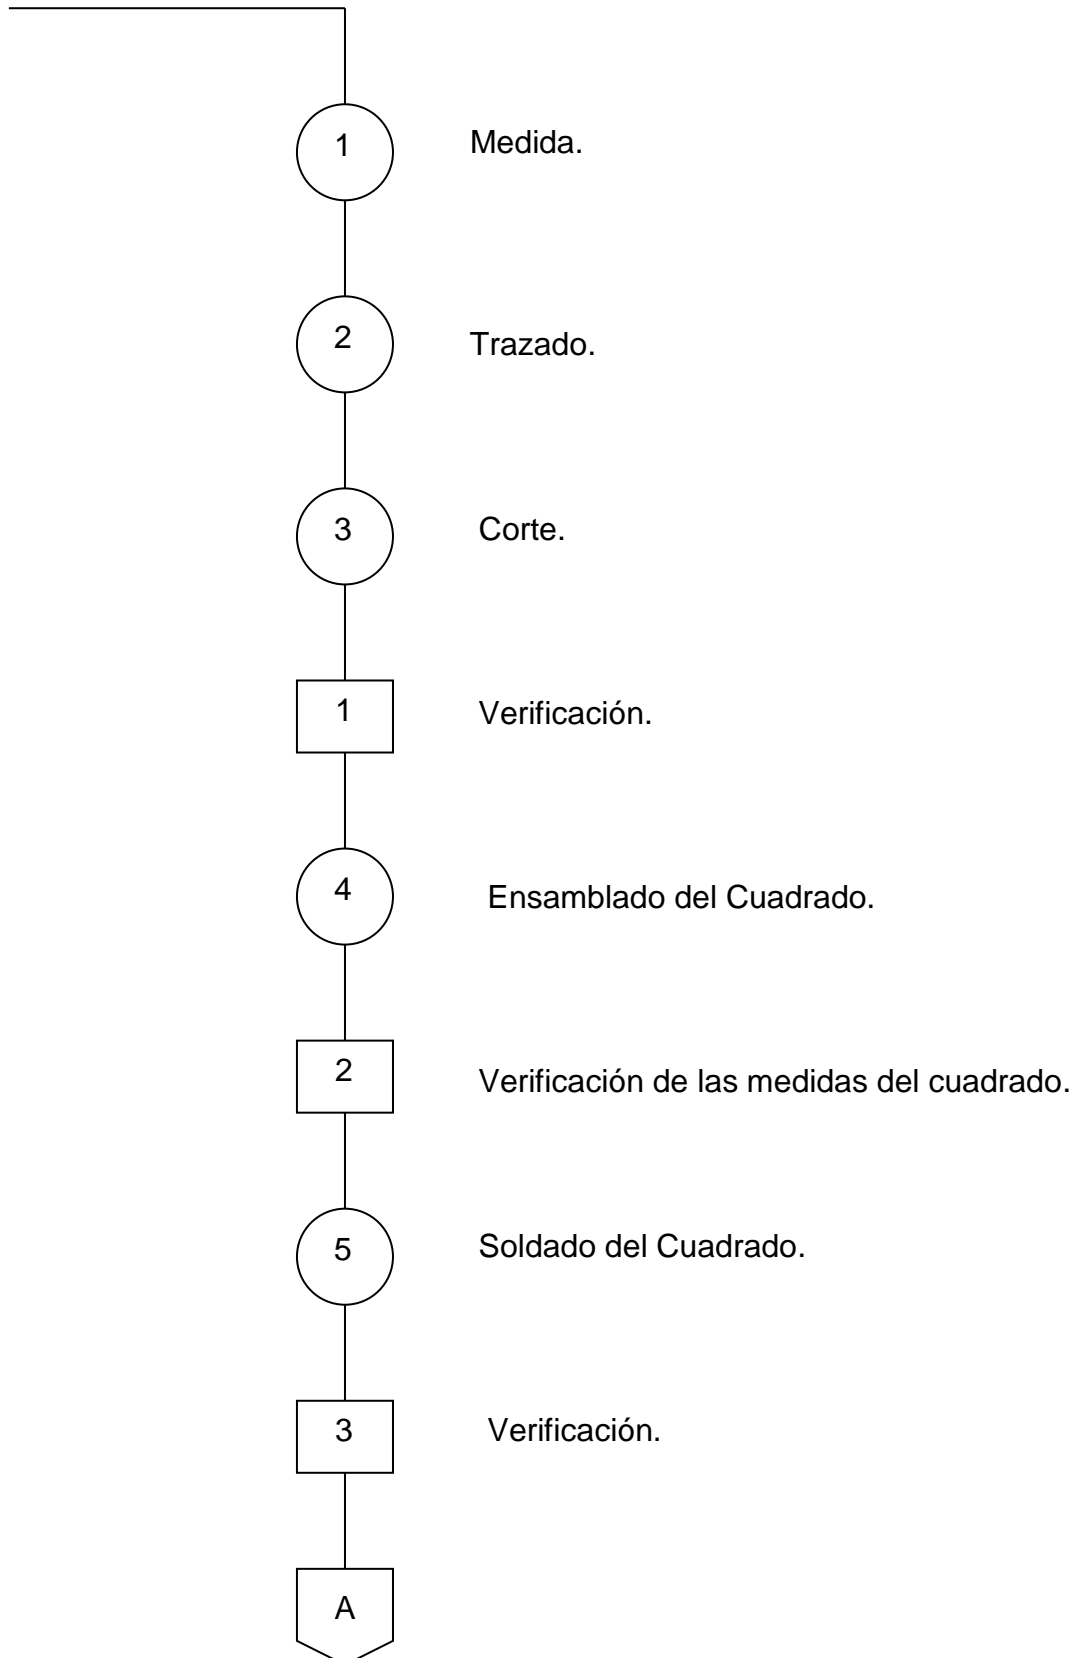 1 Medida.
2 Trazado.
3 Corte.
1 Verificación.
4 Ensamblado del Cuadrado.
2 Verificación de las medidas del cuadrado.
5 Soldado del Cuadrado.
3 Verificación.
A